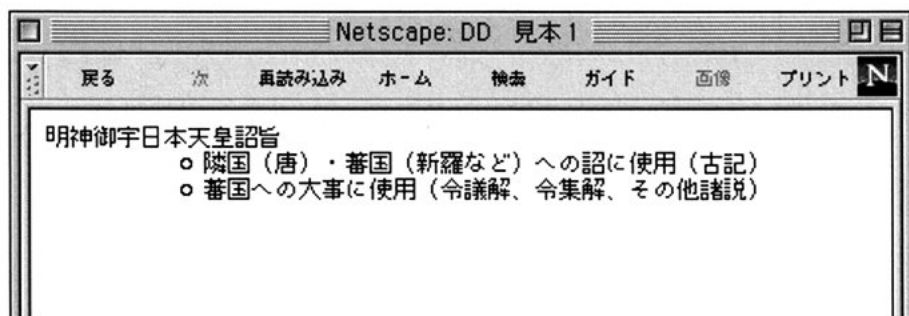 Netscape: DD 見本1
戻る 次 再読み込み ホーム 検索 ガイド 画像 プリント N
明神御宇日本天皇詔旨
隣国（唐）・蕃国（新羅など）への詔に使用（古記）
蕃国への大事に使用（令議解、令集解、その他諸説）